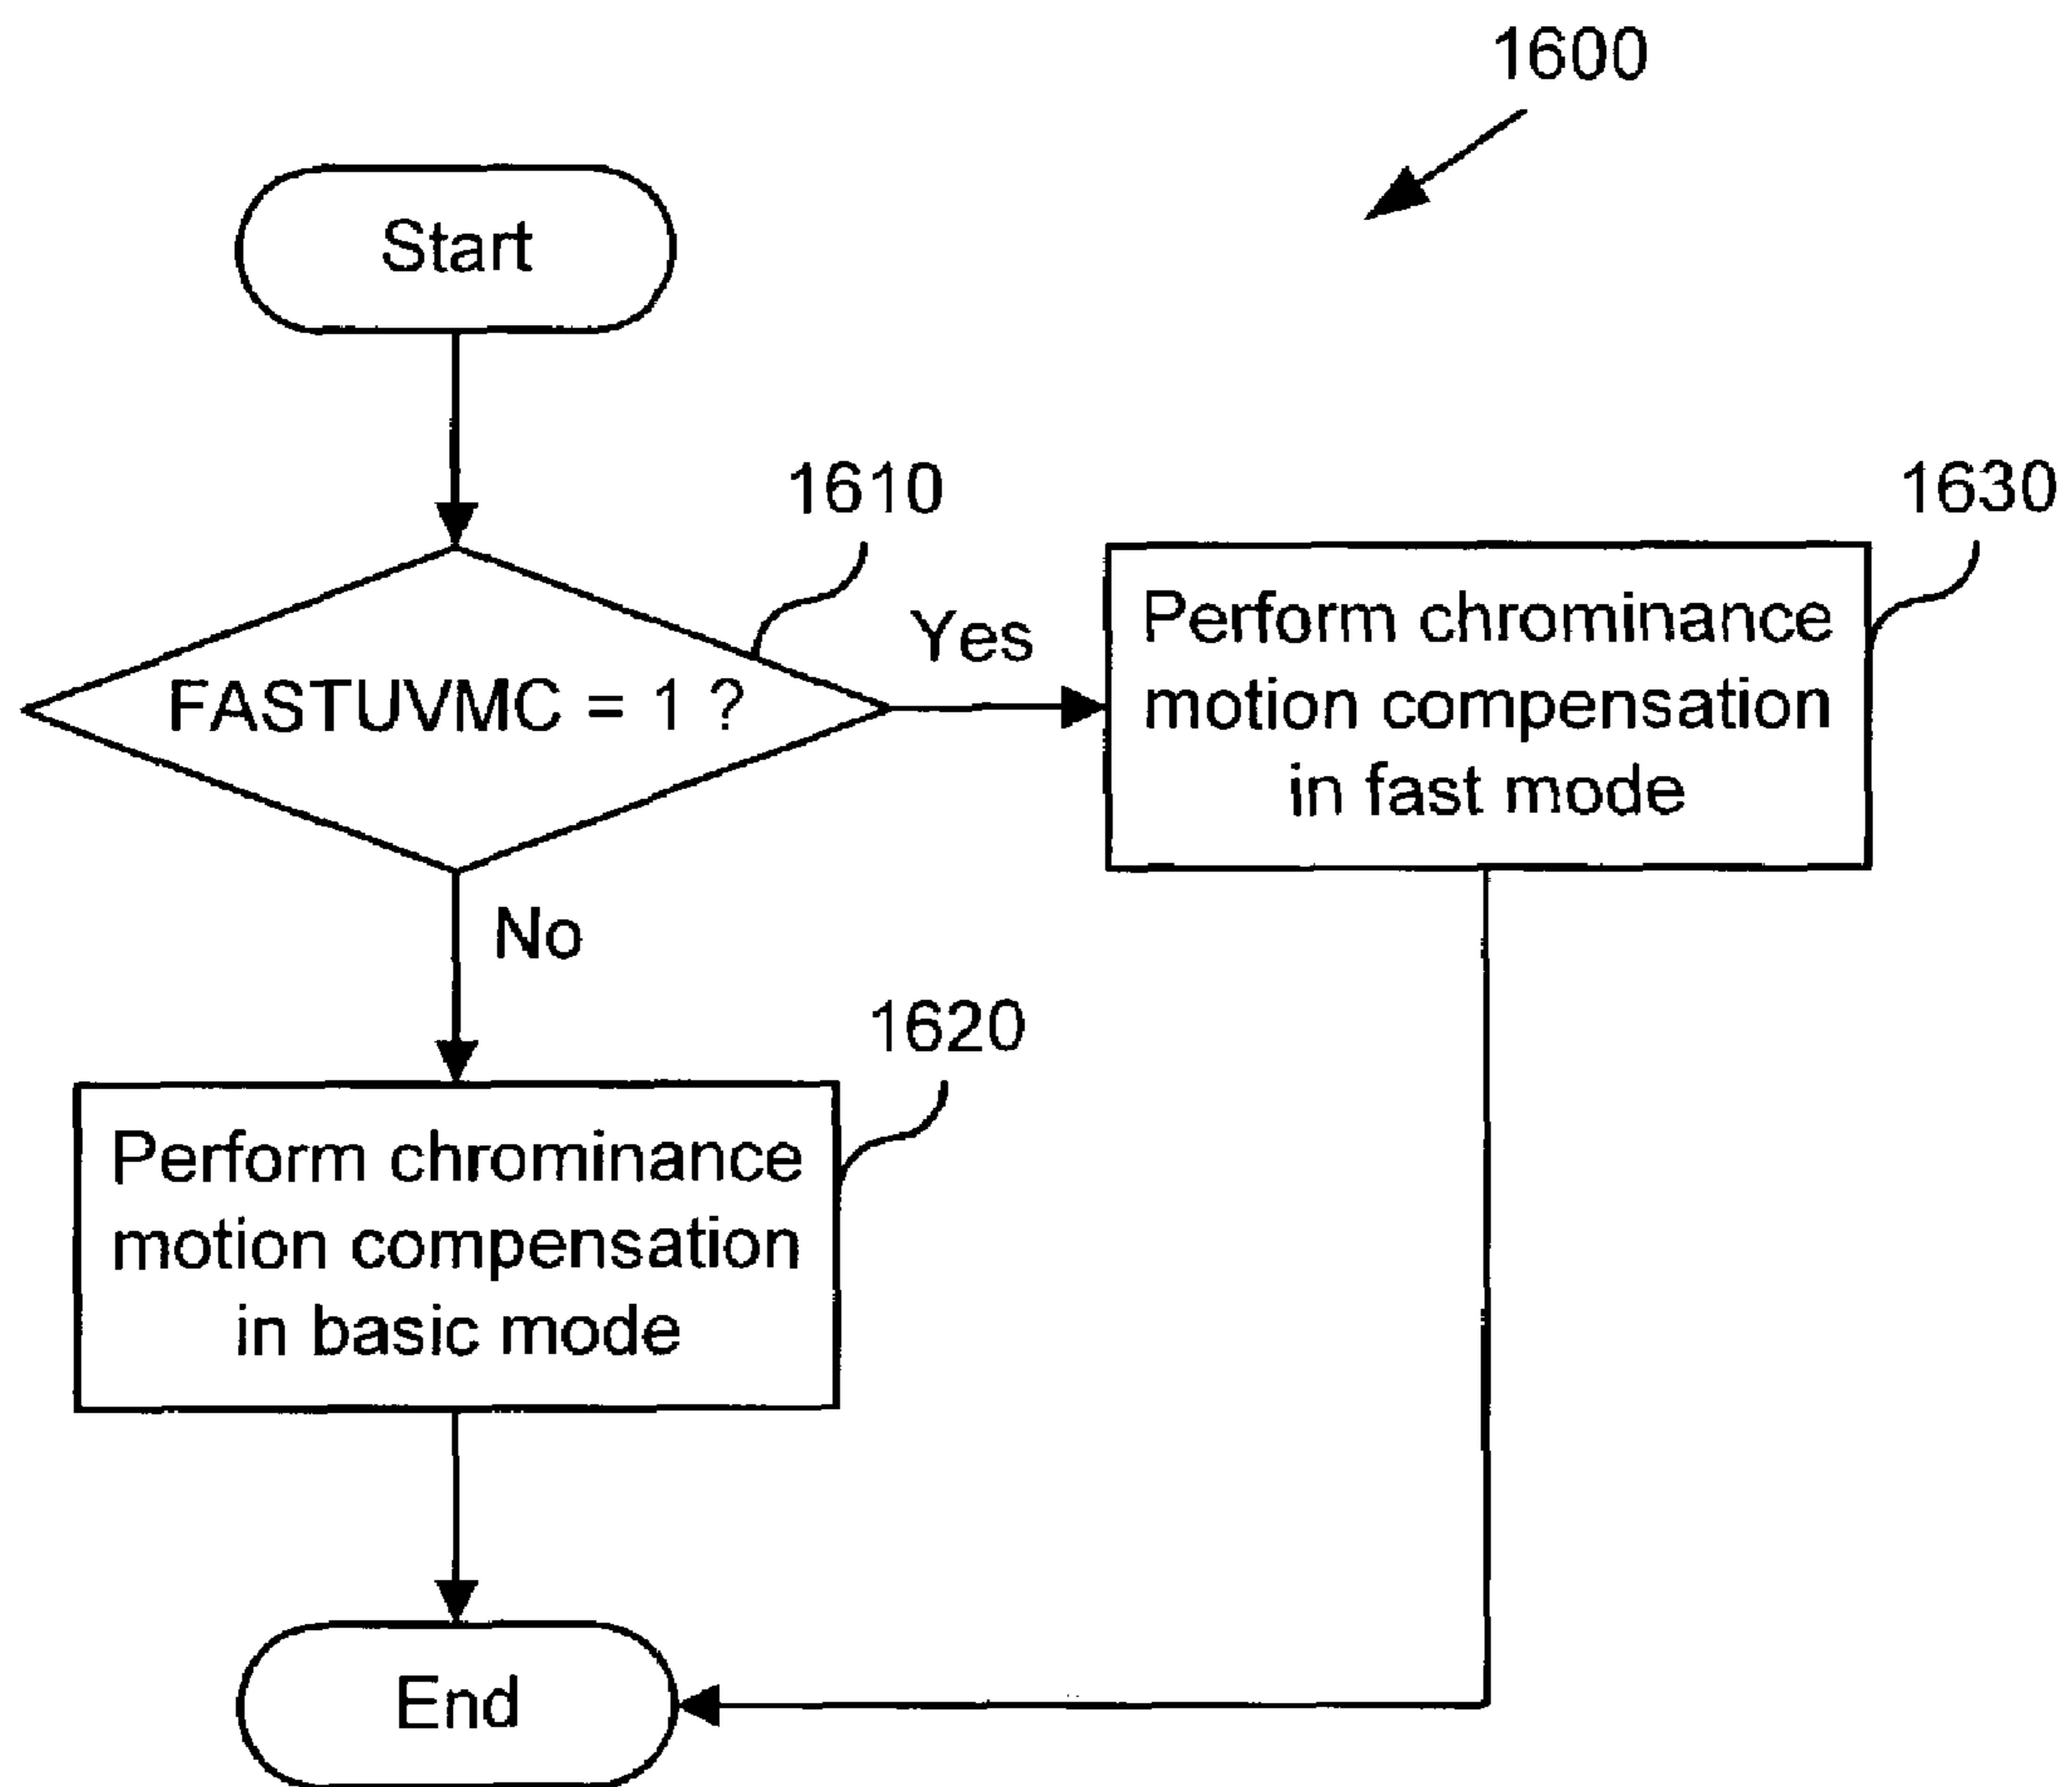 1600
Start
1610
1630
Yes
FASTUVMC = 1 ?
Perform chrominance
motion compensation
in fast mode
No
1620
Perform chrominance
motion compensation
in basic mode
End